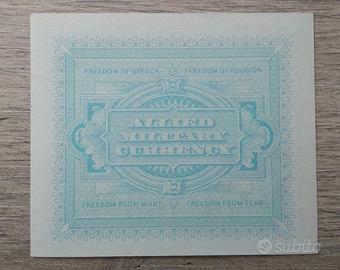 FREEDOM OF SPEECH FREEDOM OF RELIGION
ALLIED
MILITARY
CURRENCY
FREEDOM FROM WANT FREEDOM FROM FEAR
subito